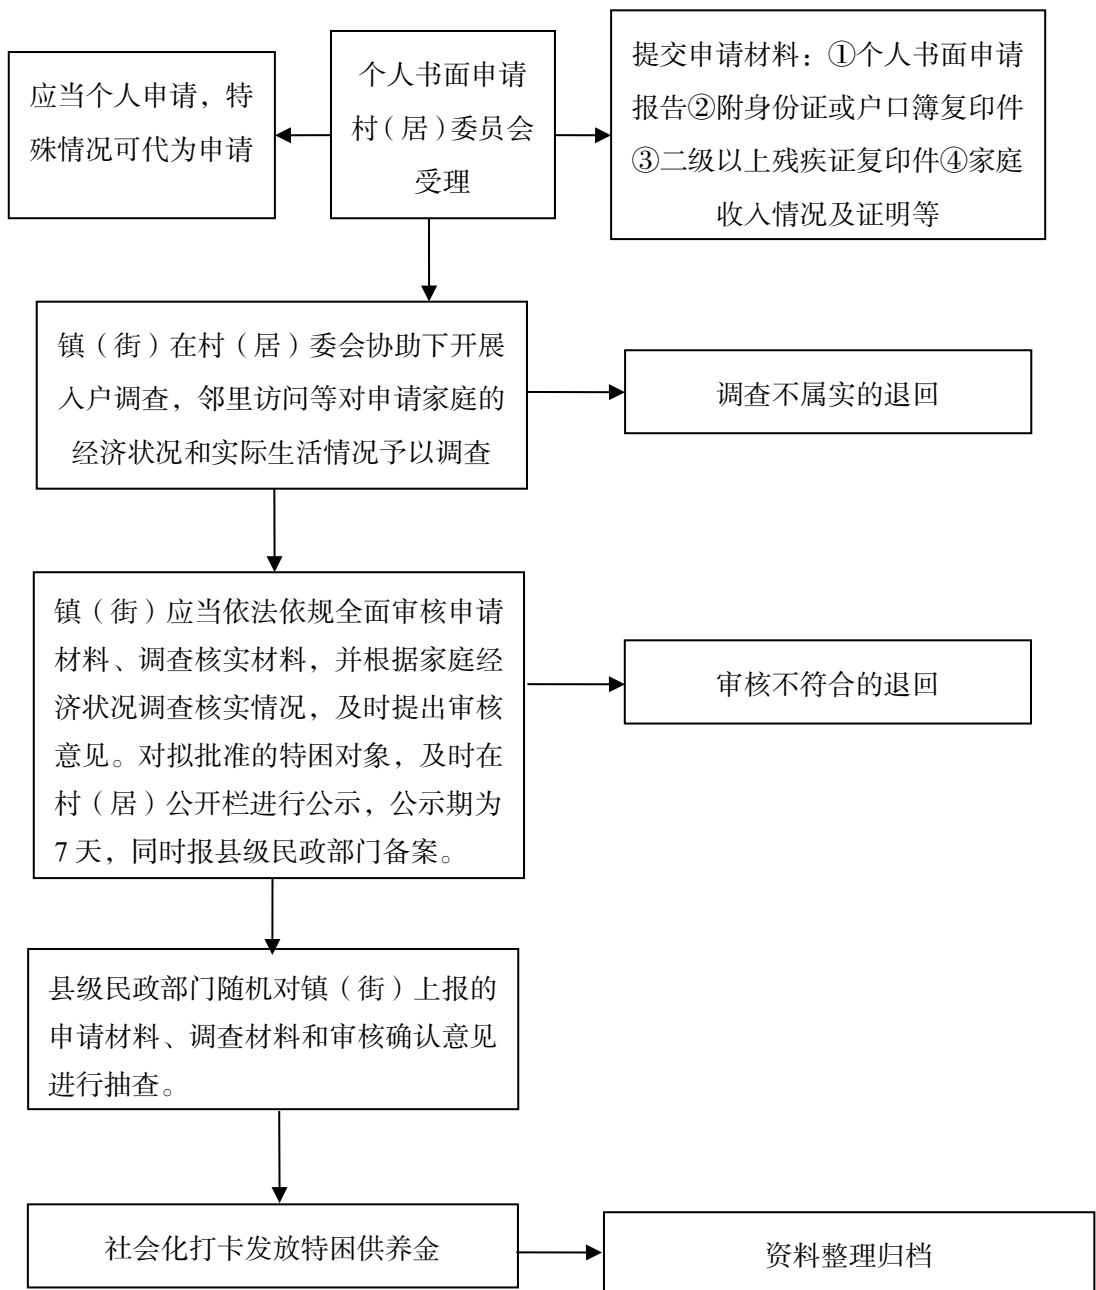 应当个人申请，特
殊情况可代为申请
个人书面申请
村（居）委员会
受理
提交申请材料：①个人书面申请
报告②附身份证或户口簿复印件
③二级以上残疾证复印件④家庭
收入情况及证明等
镇（街）在村（居）委会协助下开展
入户调查，邻里访问等对申请家庭的
经济状况和实际生活情况予以调查
调查不属实的退回
镇（街）应当依法依规全面审核申请
材料、调查核实材料，并根据家庭经
济状况调查核实情况，及时提出审核
意见。对拟批准的特困对象，及时在
村（居）公开栏进行公示，公示期为
7 天，同时报县级民政部门备案。
审核不符合的退回
县级民政部门随机对镇（街）上报的
申请材料、调查材料和审核确认意见
进行抽查。
社会化打卡发放特困供养金
资料整理归档